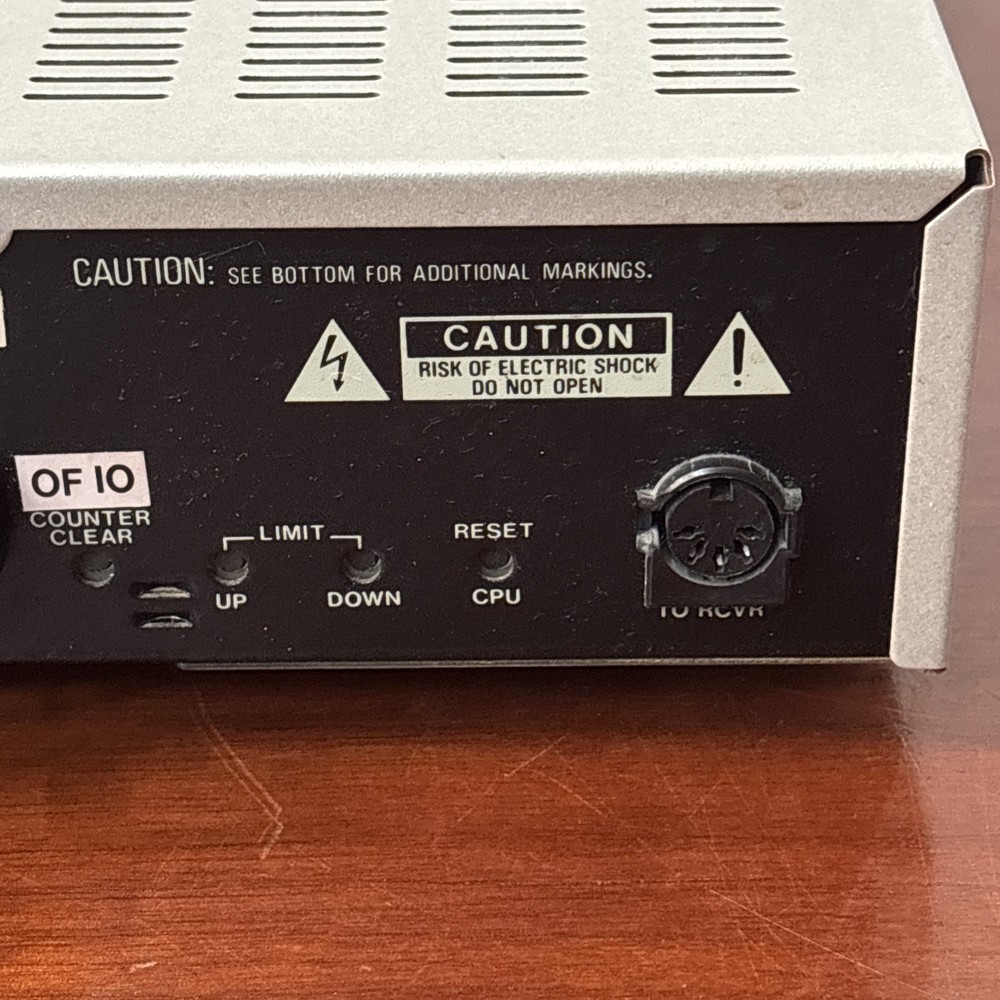 CAUTION: SEE BOTTOM FOR ADDITIONAL MARKINGS.
CAUTION
RISK OF ELECTRIC SHOCK
DO NOT OPEN
OF IO
COUNTER
CLEAR
LIMIT
UP
DOWN
RESET
CPU
TO RCVR